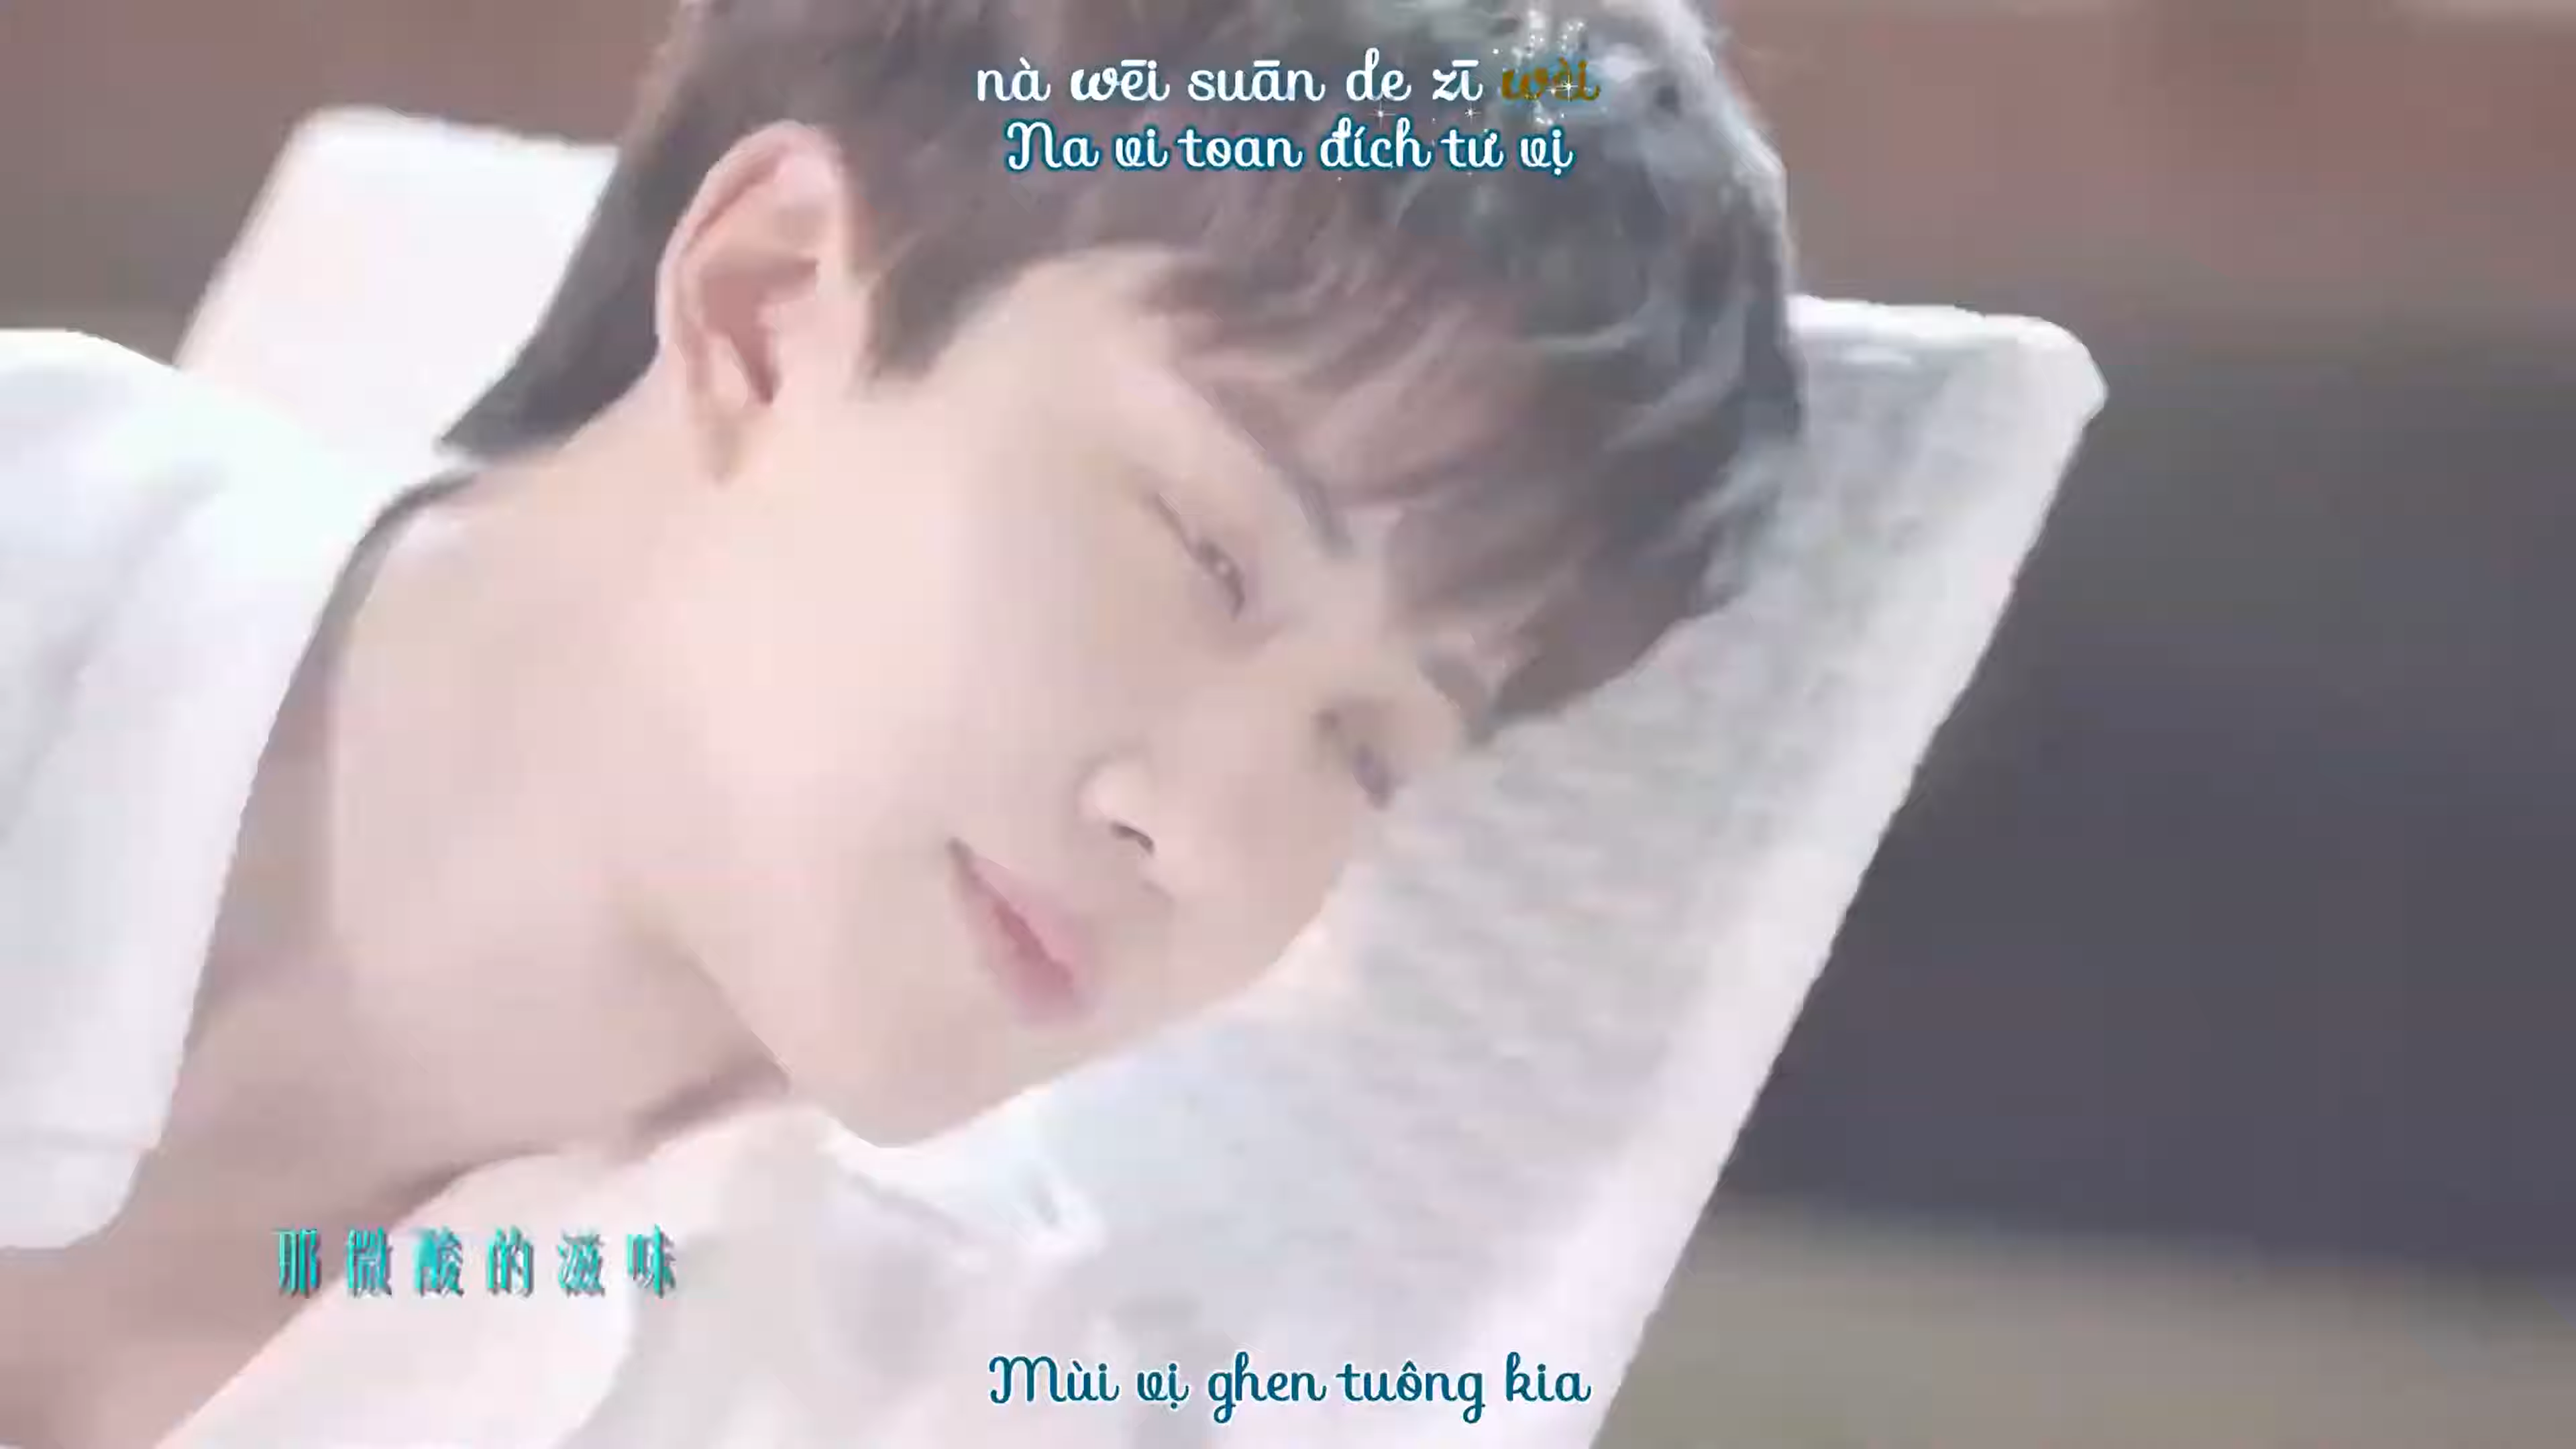 nà wēi suān de zī wèi
Na vi toan đích tư vị
那微酸的滋味
Mùi vị ghen tuông kia